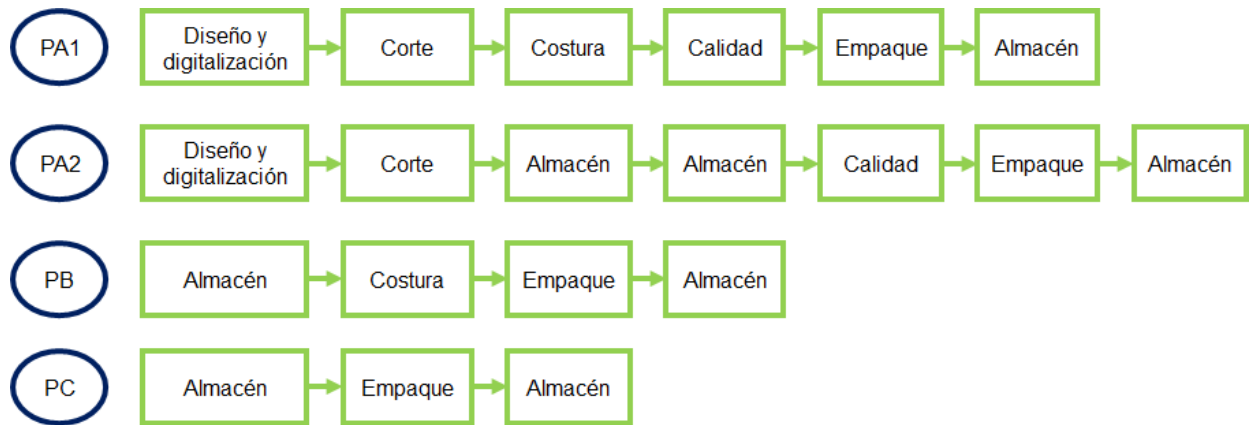 PA1
Diseño y
digitalización
Corte
Costura
Calidad
Empaque
Almacén
PA2
Diseño y
digitalización
Corte
Almacén
Almacén
Calidad
Empaque
Almacén
PB
Almacén
Costura
Empaque
Almacén
PC
Almacén
Empaque
Almacén